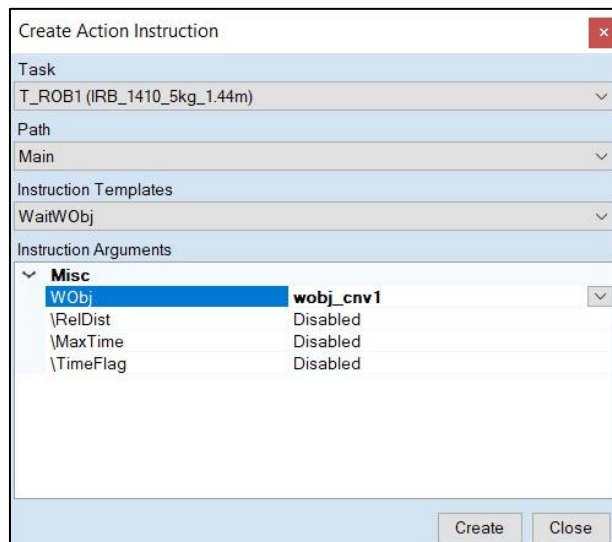 Create Action Instruction
×
Task
T_ROB1 (IRB_1410_5kg_1.44m)
Path
Main
Instruction Templates
WaitWObj
Instruction Arguments
Misc
WObj wobj_cnv1
\RelDist Disabled
\MaxTime Disabled
\TimeFlag Disabled
Create Close